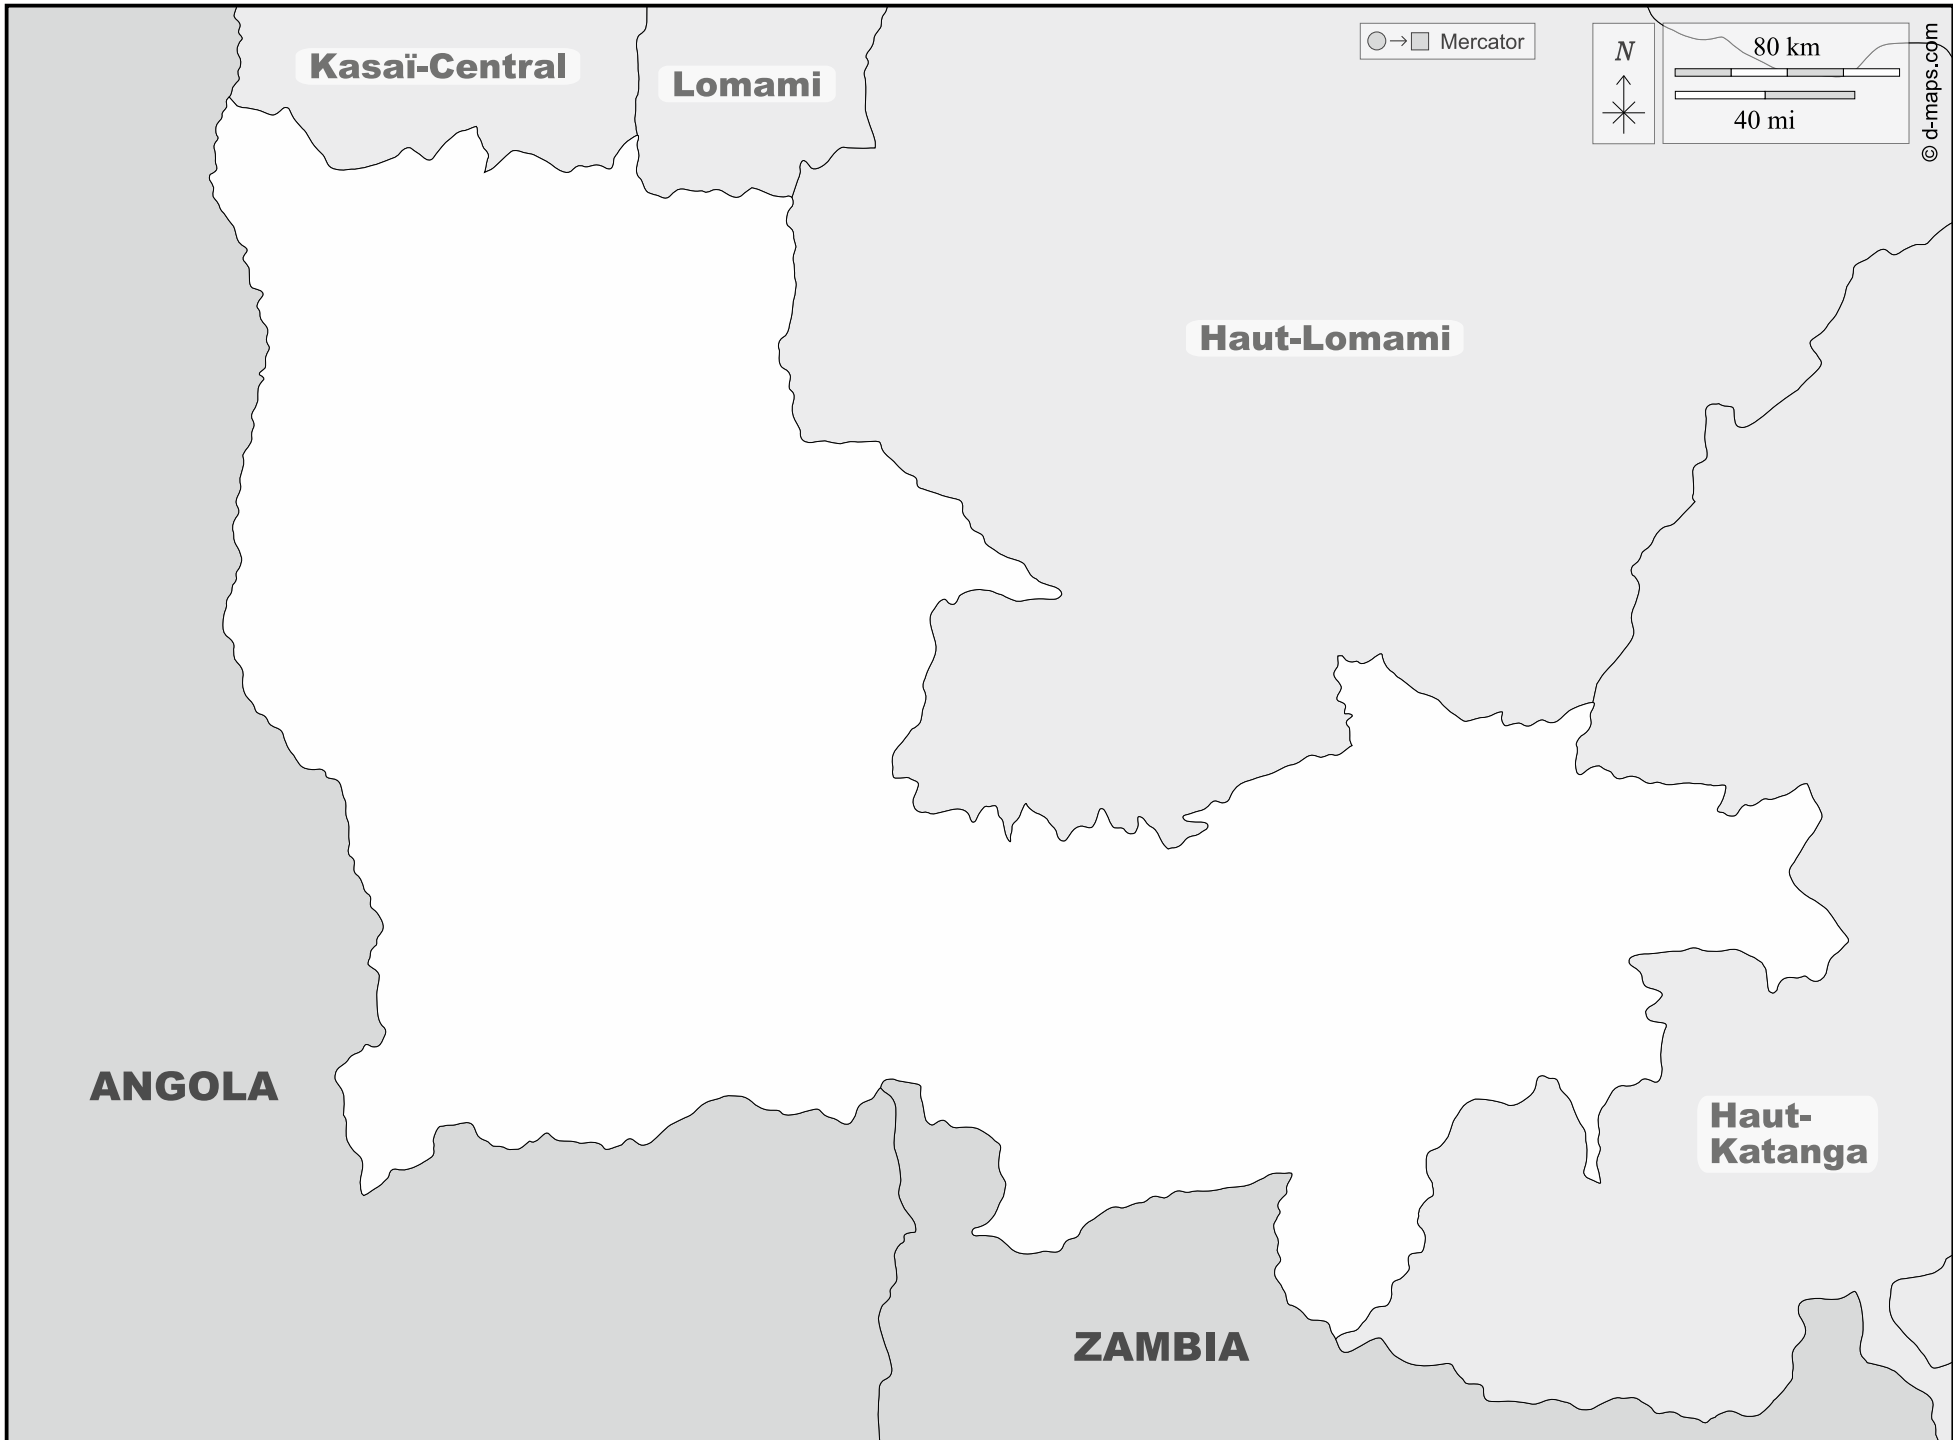 Kasaï-Central
Lomami
Mercator
N
80 km
40 mi
© d-maps.com
Haut-Lomami
ANGOLA
Haut-
Katanga
ZAMBIA